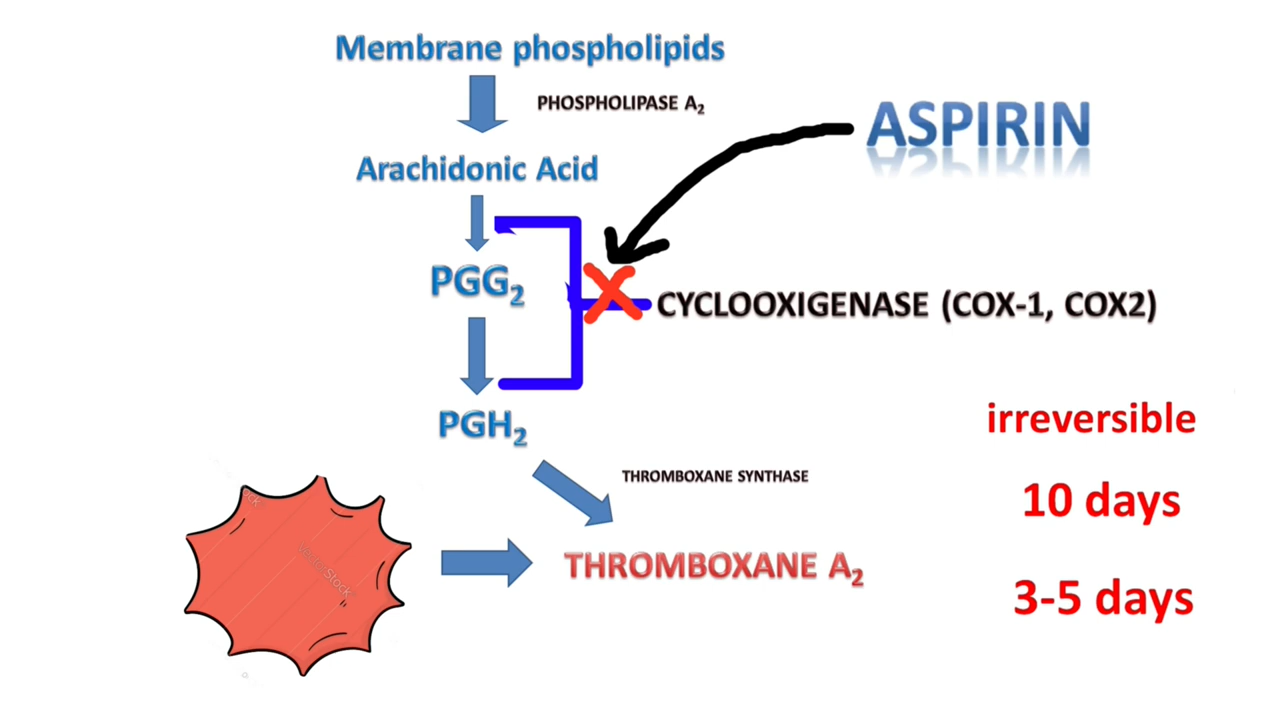 Membrane phospholipids
PHOSPHOLIPASE A₂
ASPIRIN
Arachidonic Acid
PGG₂
CYCLOOXIGENASE (COX-1, COX2)
PGH₂
irreversible
THROMBOXANE SYNTHASE
10 days
THROMBOXANE A₂
3-5 days